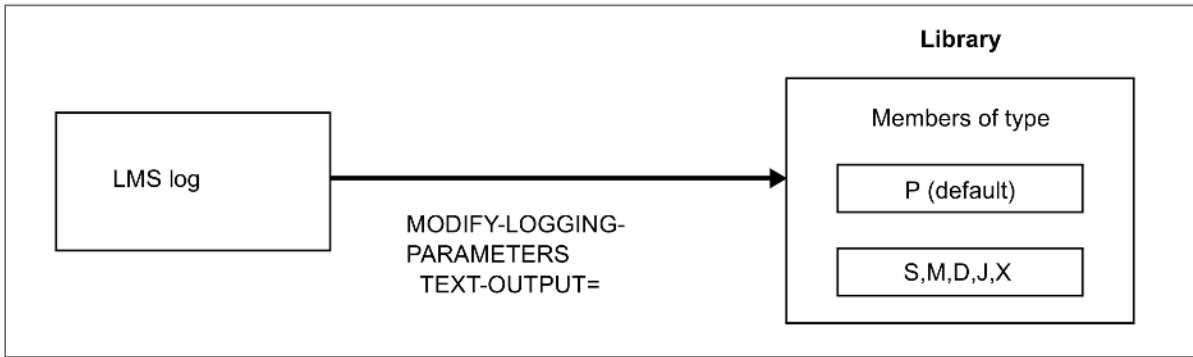 Library
Members of type
LMS log
P (default)
MODIFY-LOGGING-
PARAMETERS
TEXT-OUTPUT=
S,M,D,J,X